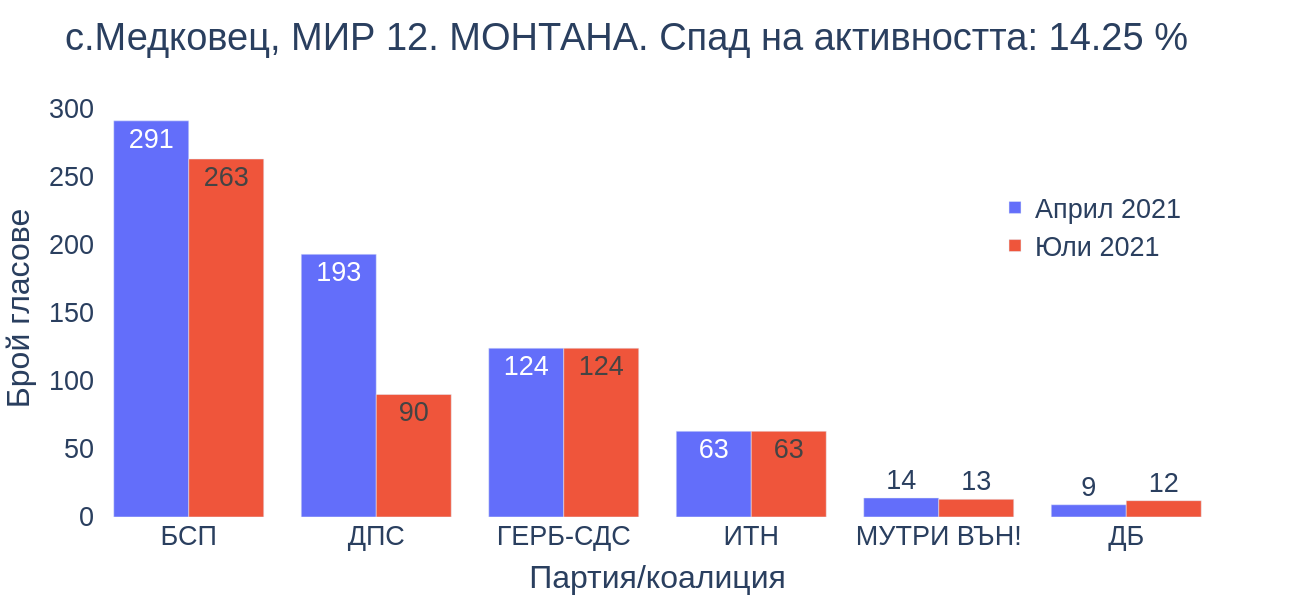 с.Медковец, МИР 12. МОНТАНА. Спад на активността: 14.25 %
Брой гласове
300
250
200
150
100
50
0
291
263
193
90
124
124
63
63
14
13
9
12
Април 2021
Юли 2021
БСП
ДПС
ГЕРБ-СДС
ИТН
МУТРИ ВЪН!
ДБ
Партия/коалиция